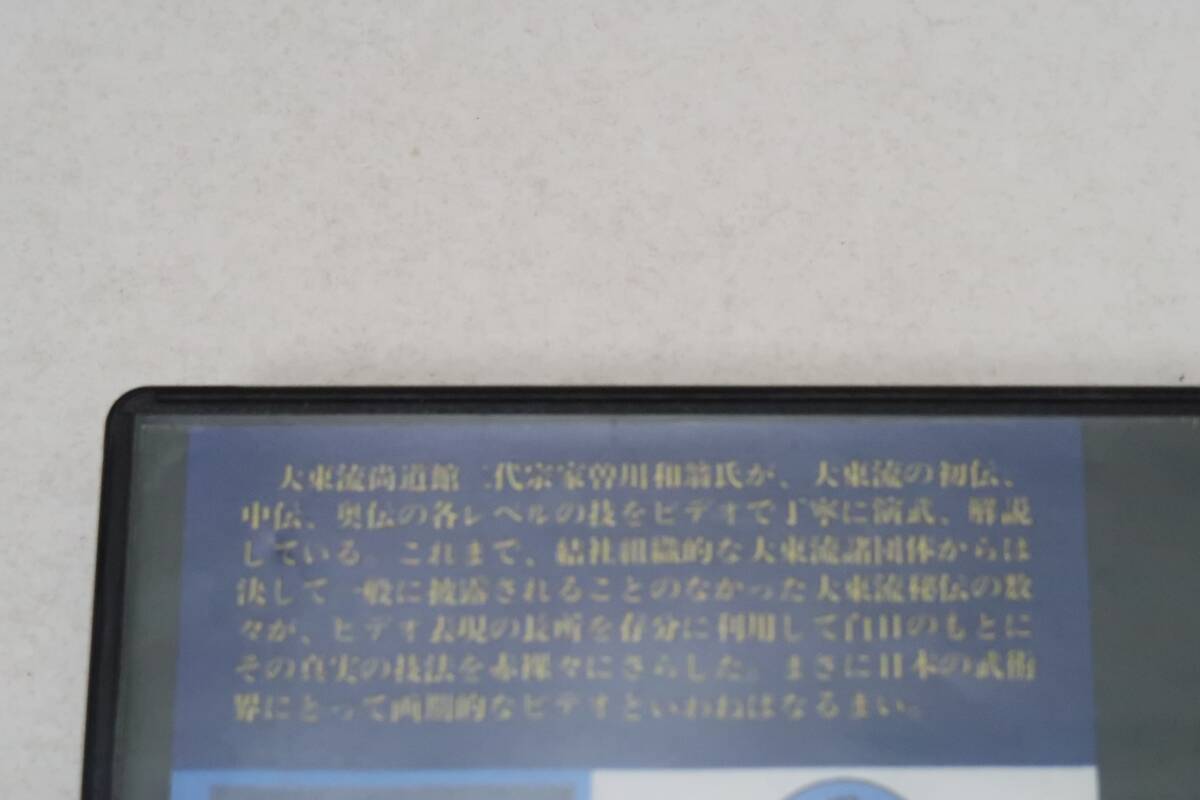 大東流尚道館 二代宗家曽川和翁氏が、大東流の初伝、
中伝、奥伝の各レベルの技をビデオで丁寧に演武、解説
している。これまで、結社組織的な大東流諸団体からは
決して一般に披露されることのなかった大東流秘伝の数
々が、ビデオ表現の長所を存分に利用して白日のもとに
その真実の技法を赤裸々にさらした。まさに日本の武術
界にとって画期的なビデオといわねばなるまい。